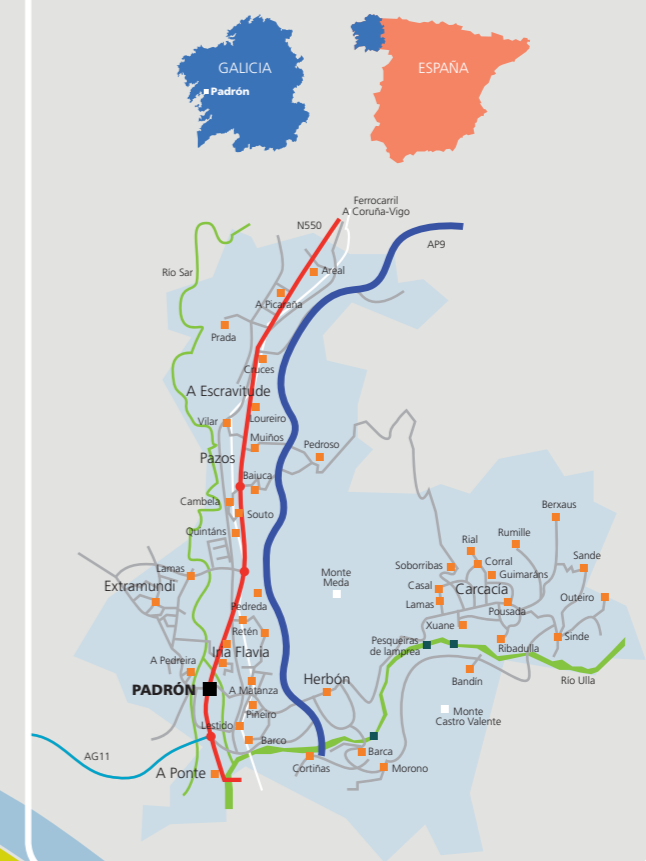 GALICIA
Padrón
ESPAÑA
Ferrocarril
A Coruña-Vigo
N550
AP9
Río Sar
Areal
A Picaraña
Prada
Cruces
A Escravitude
Loureiro
Vilar
Muiños
Pedroso
Pazos
Baiuca
Cambela
Souto
Quintáns
Berxaus
Rumille
Rial
Sande
Soborribas
Corral
Guimaráns
Lamas
Extramundi
Monte
Meda
Casal
Carcacía
Outeiro
Lamas
Pousada
Pedreda
Retén
Xuane
Sinde
Pesqueiras
de lamprea
Ribadulla
Iria Flavia
A Pedreira
Río Ulla
Bandín
Herbón
PADRÓN
A Matanza
Piñeiro
Monte
Castro Valente
Lestido
Barco
AG11
Barca
Cortiñas
Morono
A Ponte